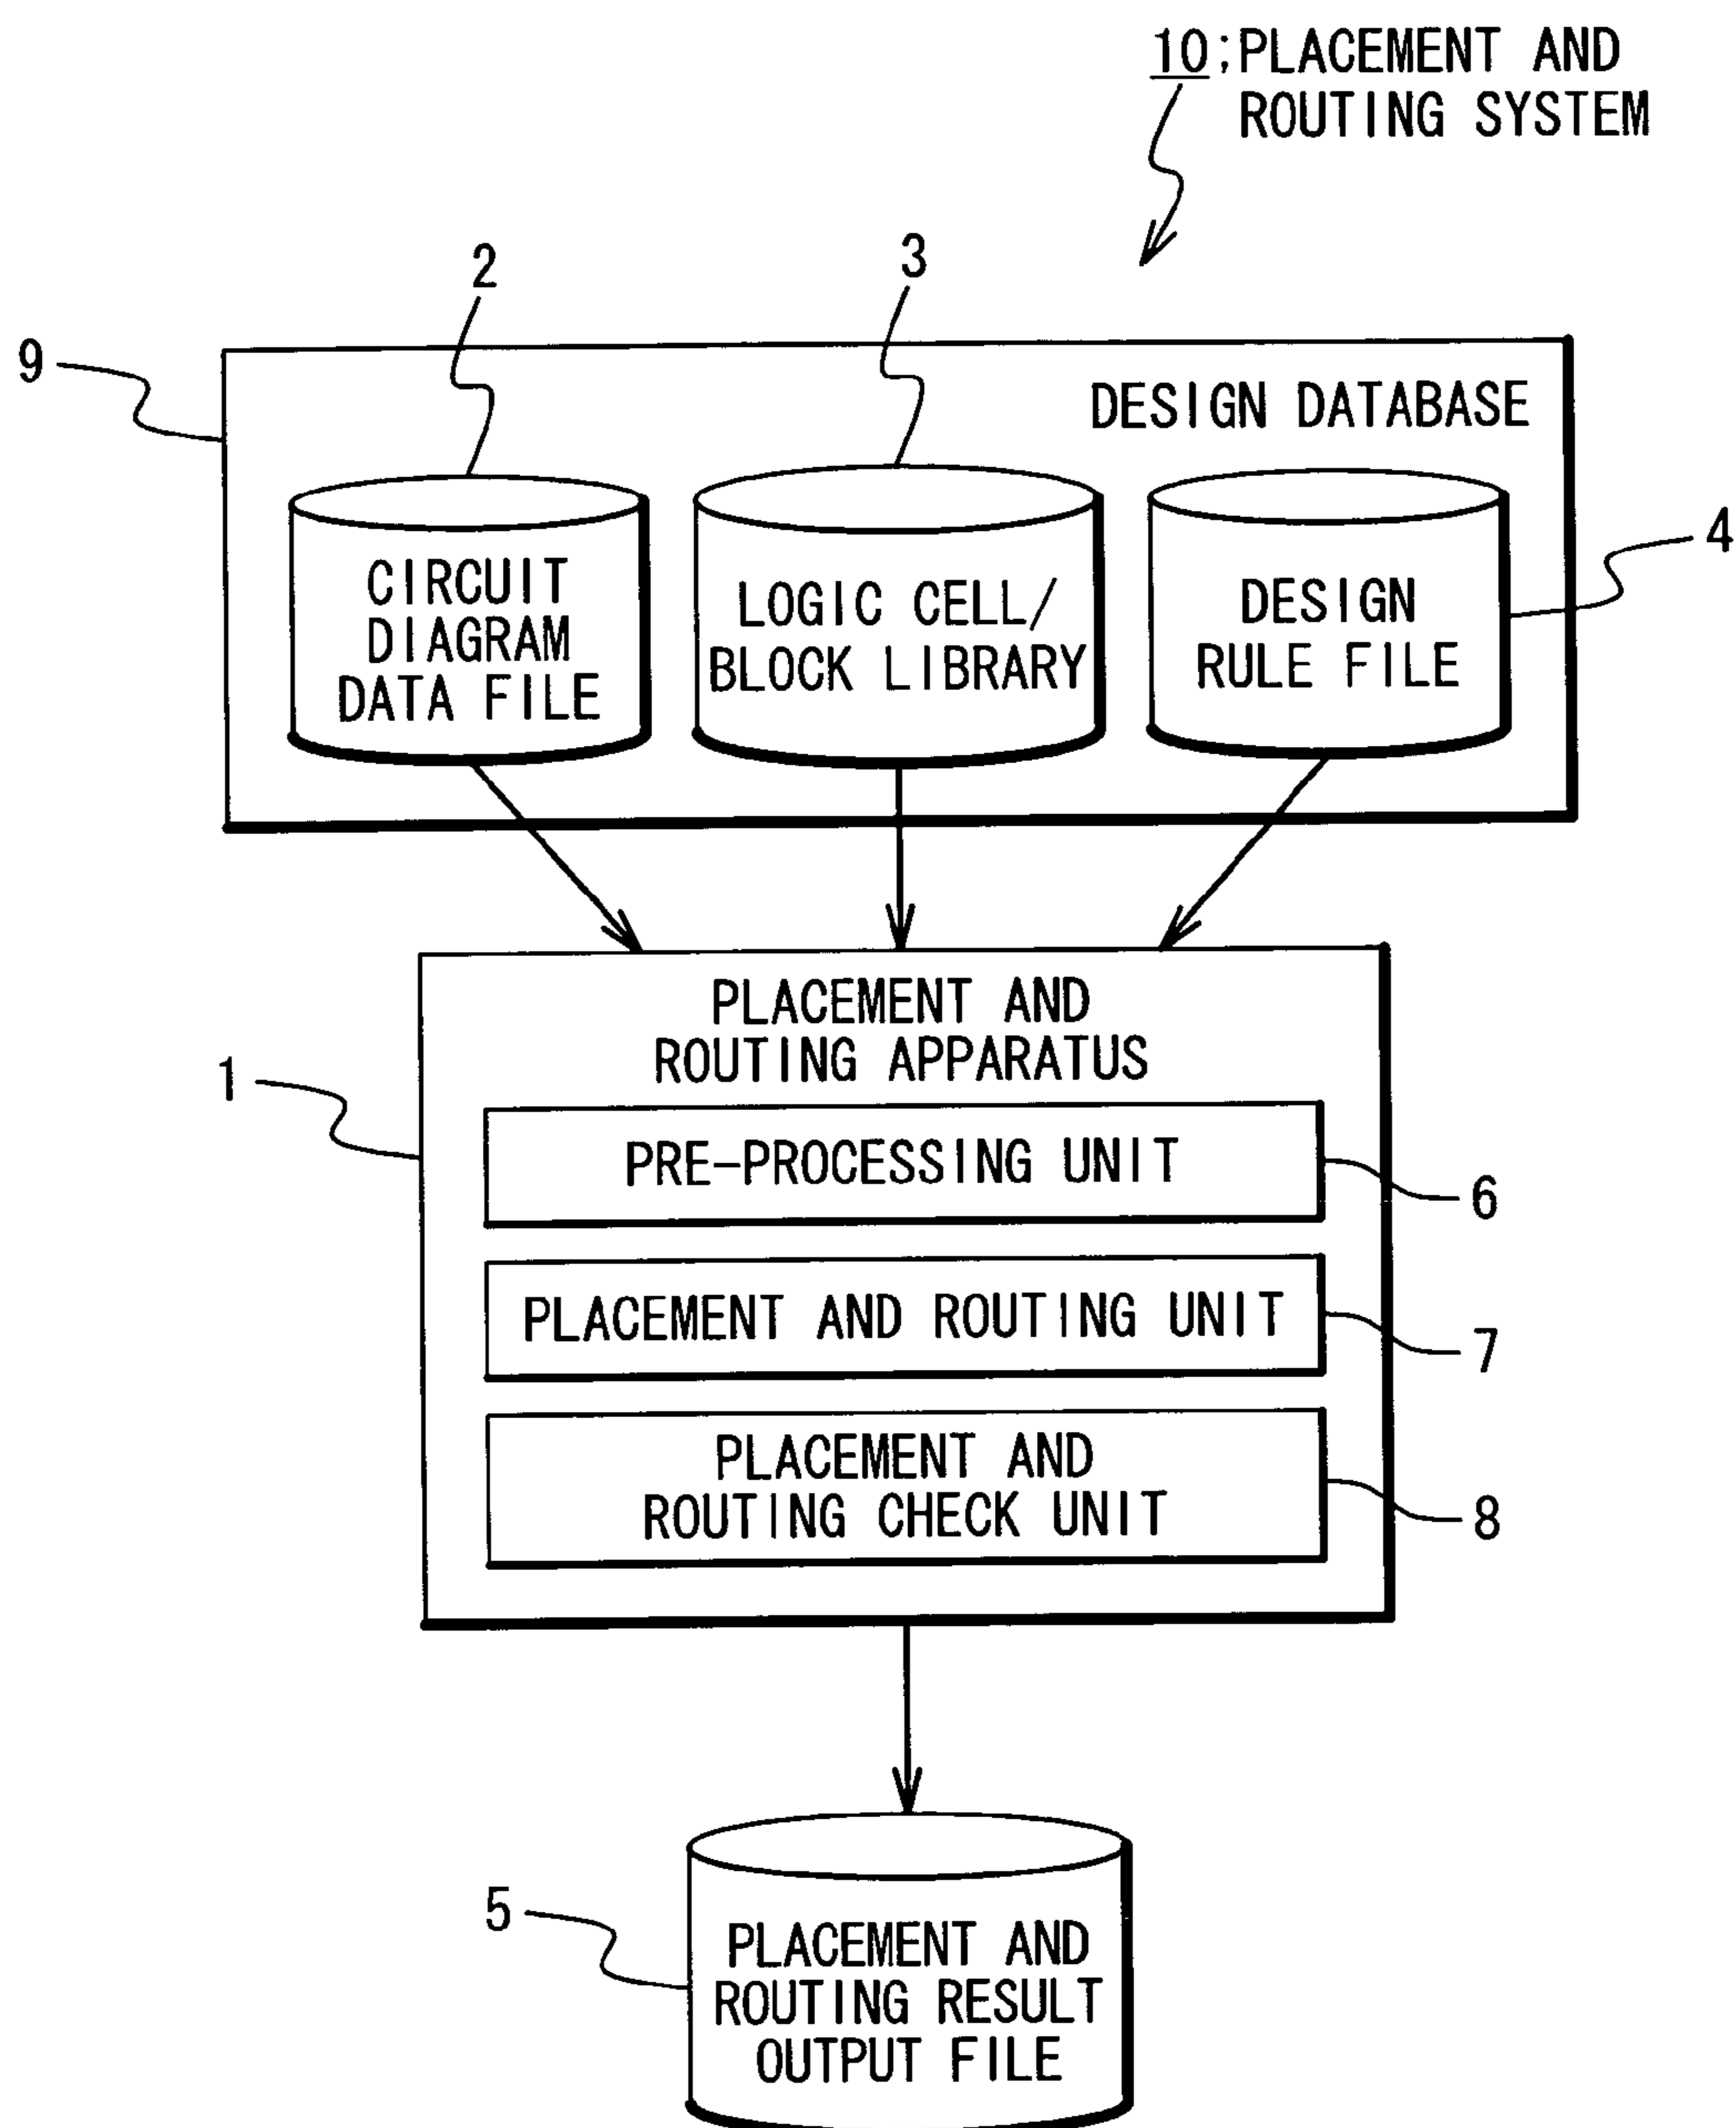 10;PLACEMENT AND
ROUTING SYSTEM
2
3
9
DESIGN DATABASE
4
CIRCUIT
DIAGRAM
DATA FILE
LOGIC CELL/
BLOCK LIBRARY
DESIGN
RULE FILE
PLACEMENT AND
ROUTING APPARATUS
1
PRE-PROCESSING UNIT
6
PLACEMENT AND ROUTING UNIT
7
PLACEMENT AND
ROUTING CHECK UNIT
8
5
PLACEMENT AND
ROUTING RESULT
OUTPUT FILE